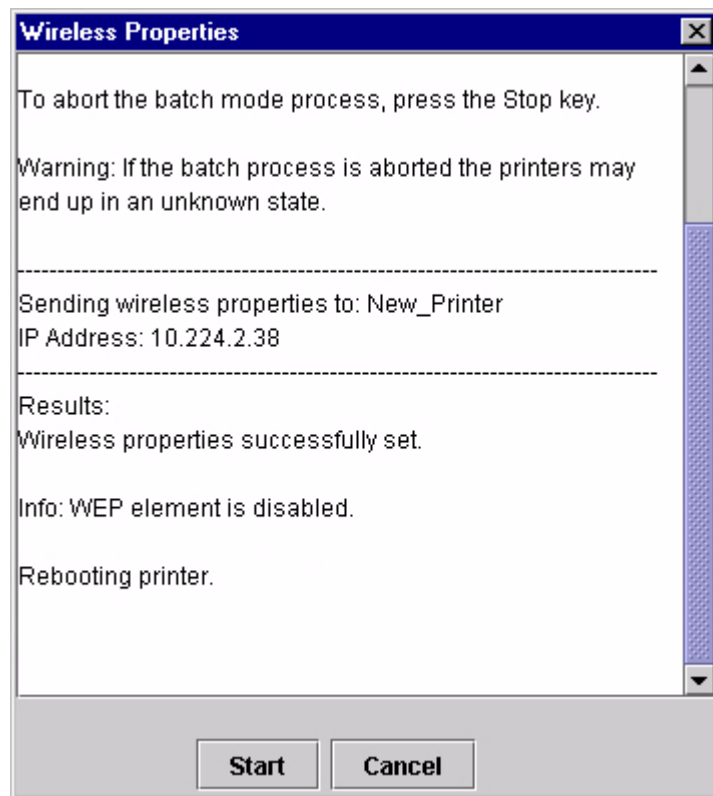 Wireless Properties
To abort the batch mode process, press the Stop key.
Warning: If the batch process is aborted the printers may
end up in an unknown state.
--------------------------------------------------------------------------------
Sending wireless properties to: New_Printer
IP Address: 10.224.2.38
--------------------------------------------------------------------------------
Results:
Wireless properties successfully set.
Info: WEP element is disabled.
Rebooting printer.
Start Cancel